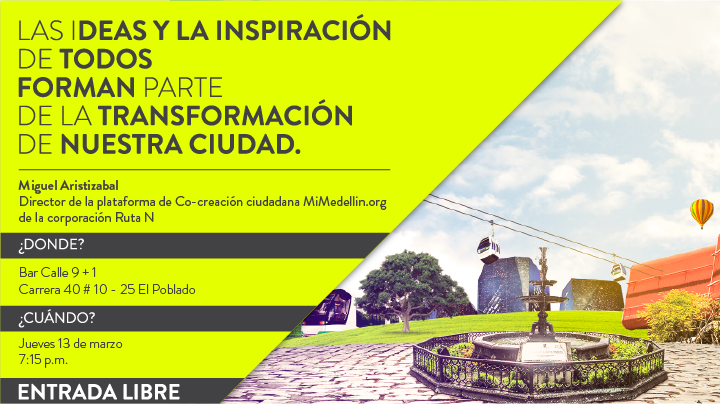 LAS IDEAS Y LA INSPIRACIÓN
DE TODOS
FORMAN PARTE
DE LA TRANSFORMACIÓN
DE NUESTRA CIUDAD.
Miguel Aristizabal
Director de la plataforma de Co-creación ciudadana MiMedellin.org
de la corporación Ruta N
¿DONDE?
Bar Calle 9 + 1
Carrera 40 # 10 - 25 El Poblado
¿CUÁNDO?
Jueves 13 de marzo
7:15 p.m.
ENTRADA LIBRE